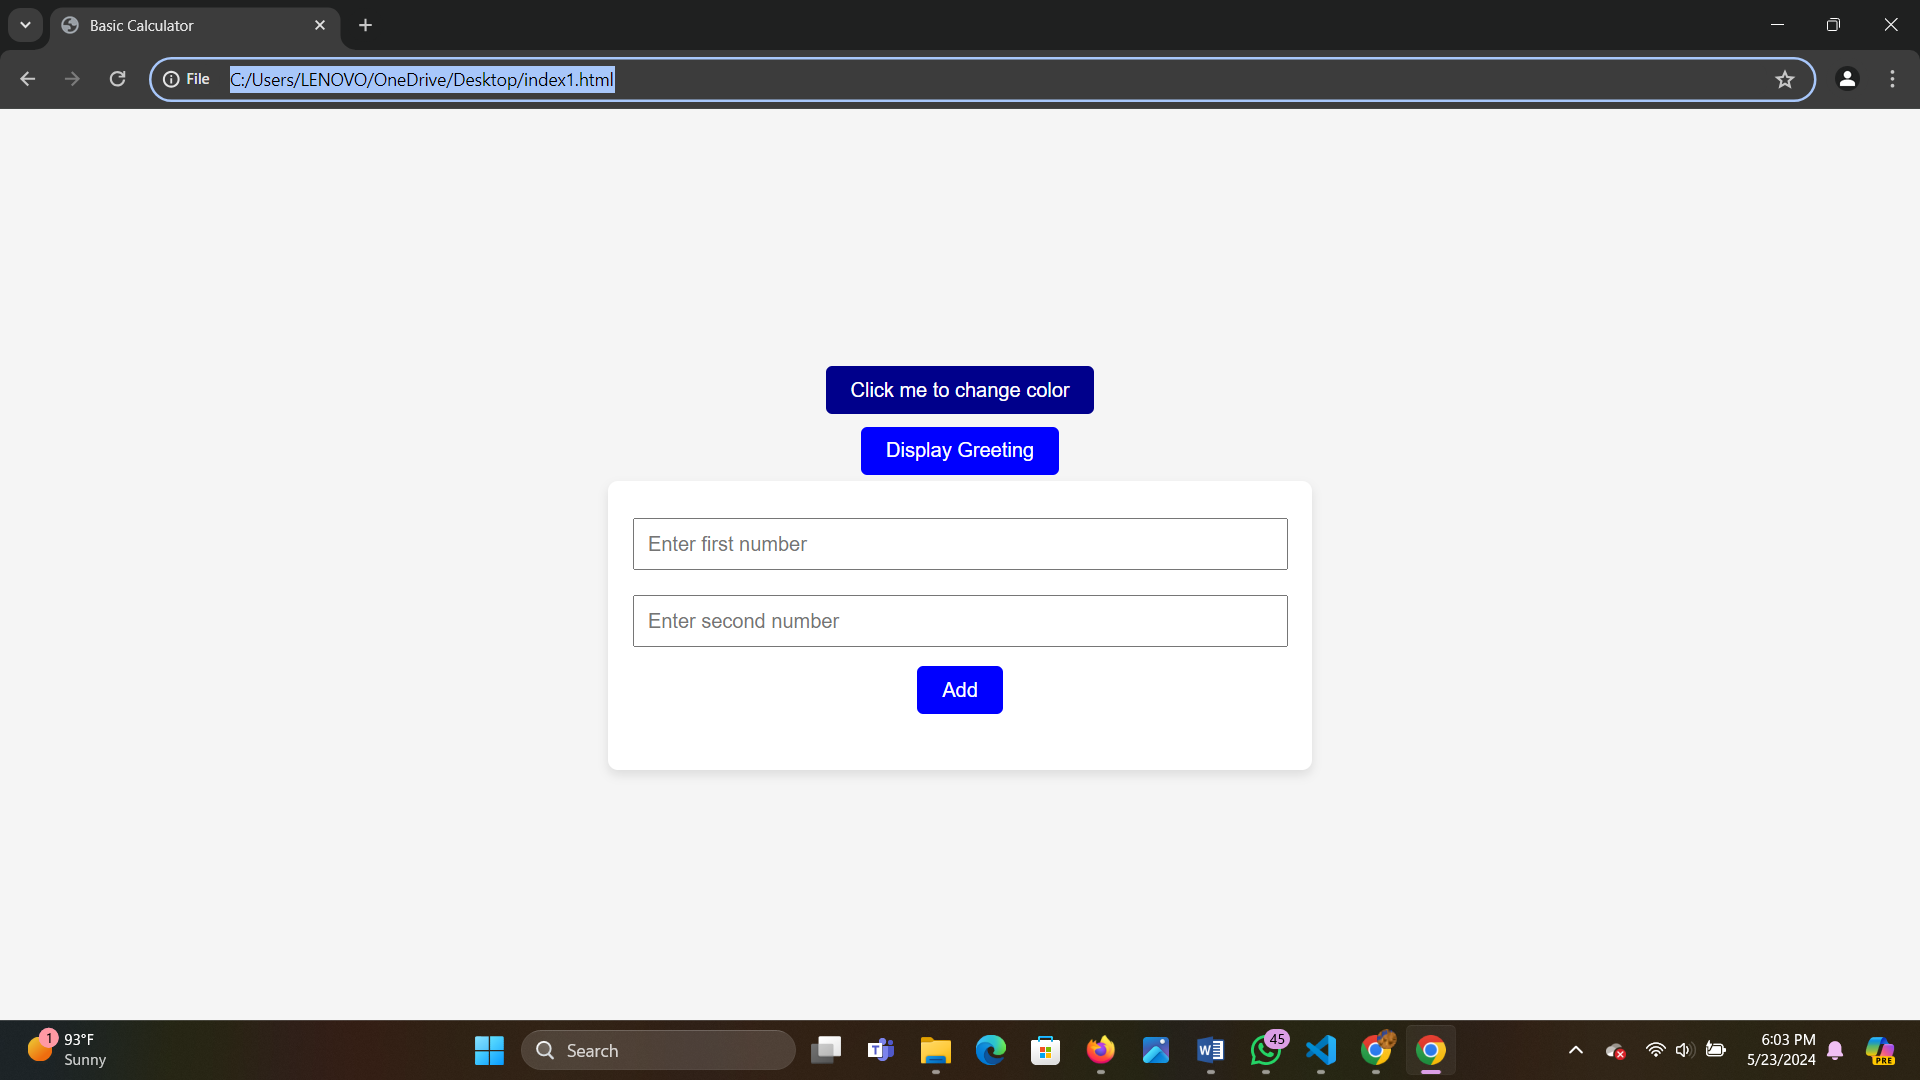 Basic Calculator
File C:/Users/LENOVO/OneDrive/Desktop/index1.html
Click me to change color
Display Greeting
Enter first number
Enter second number
Add
1 93°F
Sunny
Search
T
W
45
PRE
6:03 PM
5/23/2024